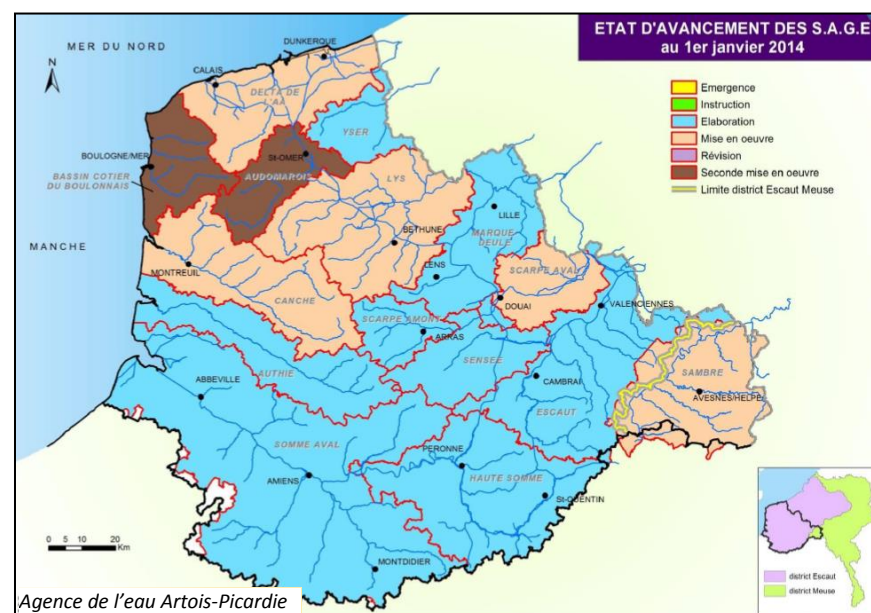 ETAT D'AVANCEMENT DES S.A.G.E
au 1er janvier 2014
MER DU NORD
N
DUNKERQUE
CALAIS
DELTA DE
L'AA
YSER
Emergence
Instruction
Elaboration
Mise en oeuvre
Révision
Seconde mise en oeuvre
Limite district Escaut Meuse
BOULOGNE/MER
St-OMER
BASSIN COTIER
DU BOULONNAIS
AUDOMAROIS
LYS
LILLE
MANCHE
BETHUNE
MARQUE
DEULE
MONTREUIL
LENS
SCARPE AVAL
CANCHE
DOUAI
VALENCIENNES
SCARPE AMONT
ARRAS
SENSEE
SAMBRE
AUTHIE
CAMBRAI
AVESNES/HELPE
ABBEVILLE
ESCAUT
SOMME AVAL
PERONNE
AMIENS
HAUTE SOMME
St-QUENTIN
0 5 10 20
Km
MONTDIDIER
district Escaut
district Meuse
Agence de l'eau Artois-Picardie